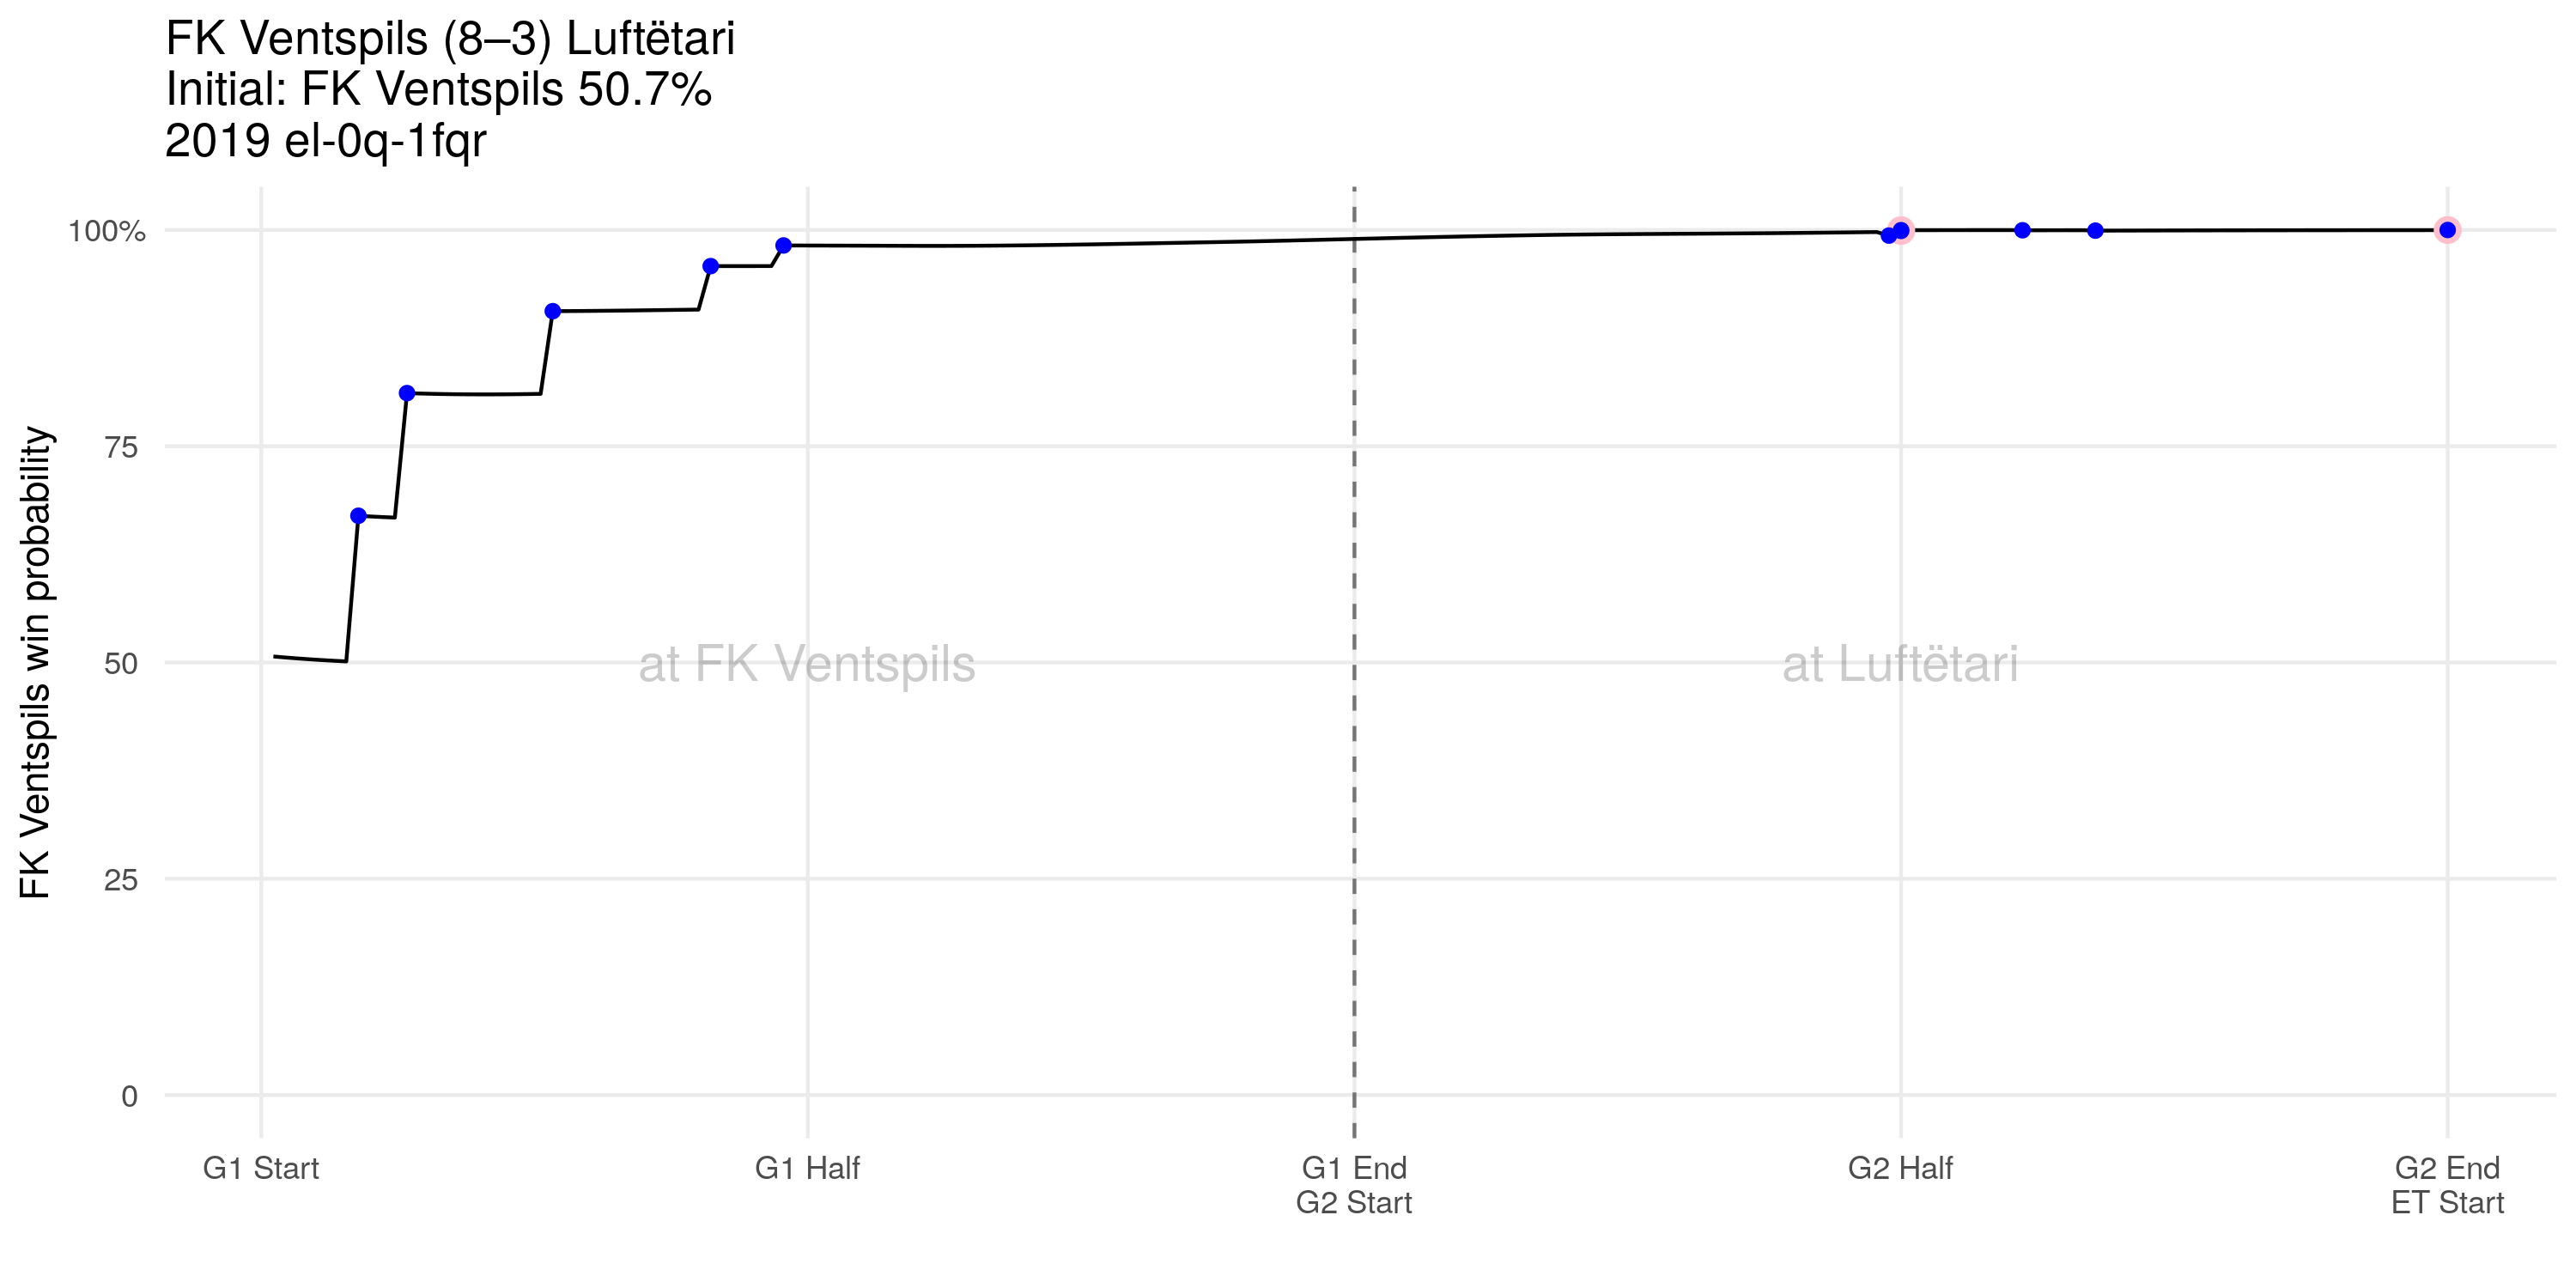 FK Ventspils (8–3) Luftëtari
Initial: FK Ventspils 50.7%
2019 el-0q-1fqr
FK Ventspils win probability
100%
75
50
25
0
at FK Ventspils
at Luftëtari
G1 Start
G1 Half
G1 End
G2 Start
G2 Half
G2 End
ET Start